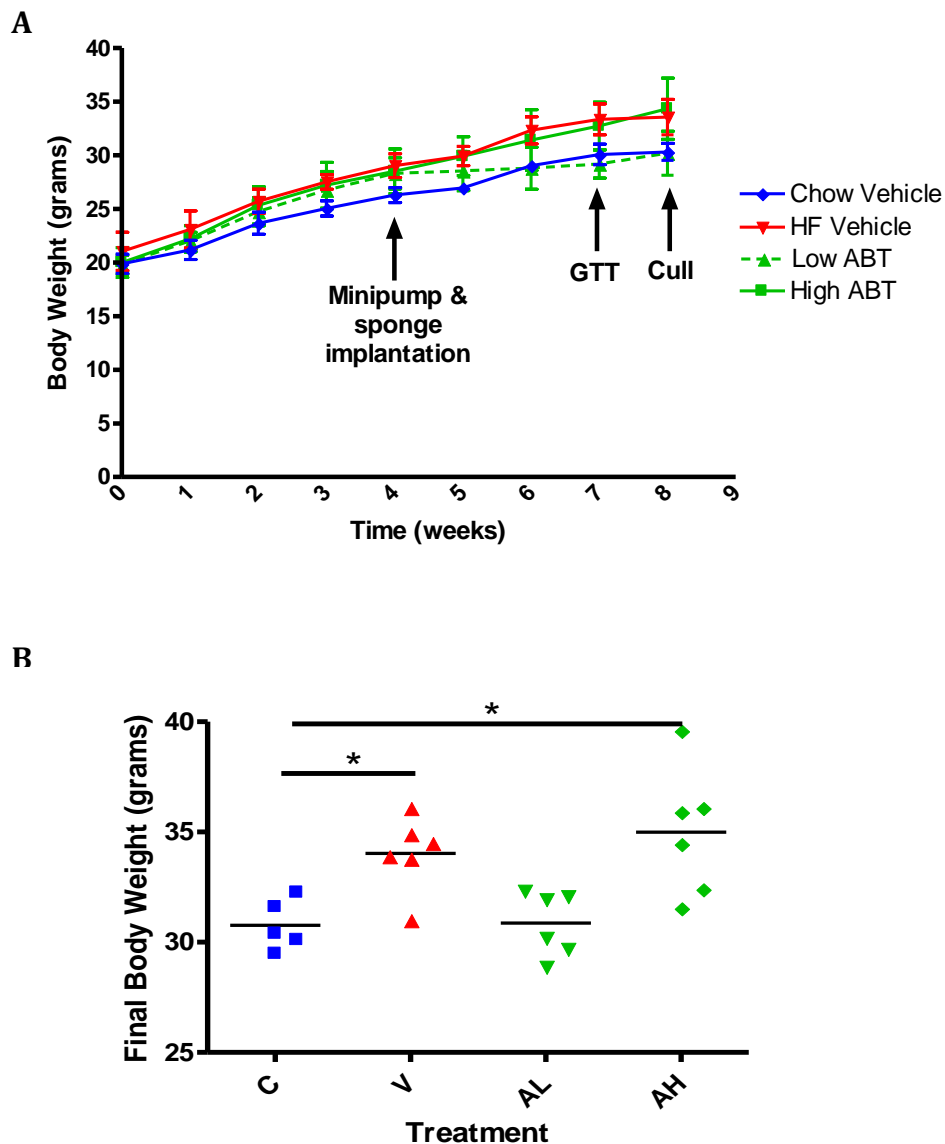 A
40
35
30
25
20
15
10
5
0
Body Weight (grams)
0 1 2 3 4 5 6 7 8 9
Time (weeks)
Minipump &
sponge
implantation
GTT
Cull
Chow Vehicle
HF Vehicle
Low ABT
High ABT
B
40
35
30
25
Final Body Weight (grams)
*
*
C V AL AH
Treatment